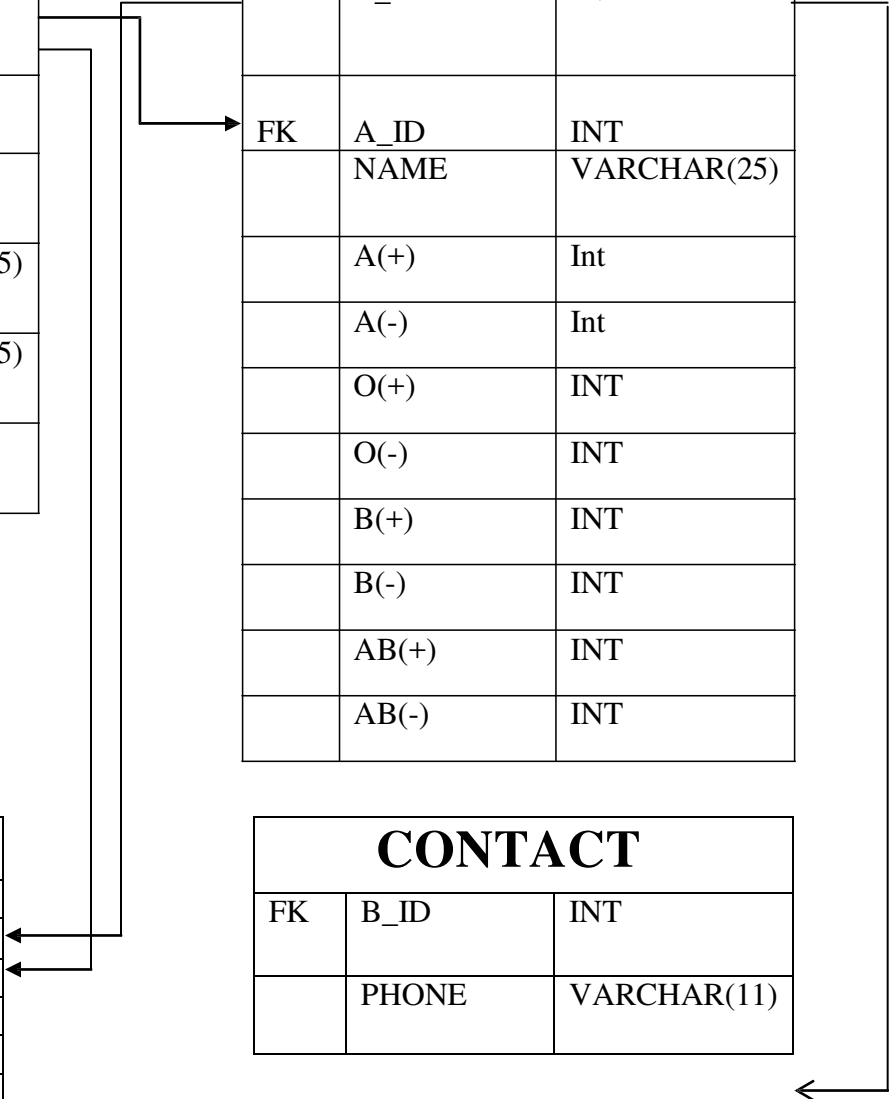 FK A_ID INT
NAME VARCHAR(25)
5) A(+) Int
A(-) Int
5) O(+) INT
O(-) INT
B(+) INT
B(-) INT
AB(+) INT
AB(-) INT
CONTACT
FK B_ID INT
PHONE VARCHAR(11)